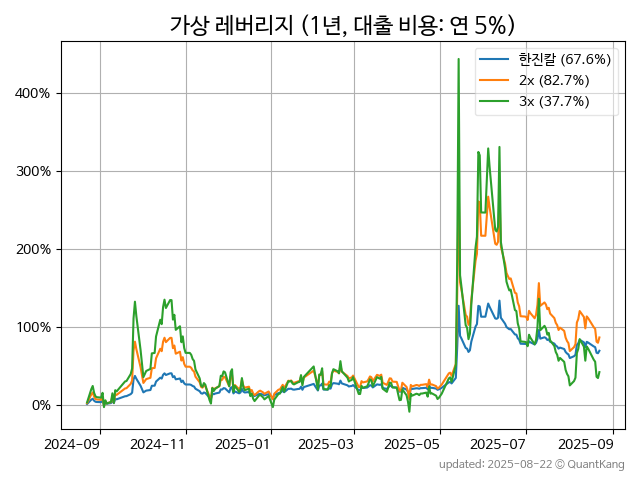 가상 레버리지 (1년, 대출 비용: 연 5%)
한진칼 (67.6%)
2x (82.7%)
3x (37.7%)
400%
300%
200%
100%
0%
2024-09 2024-11 2025-01 2025-03 2025-05 2025-07 2025-09
updated: 2025-08-22 © QuantKang